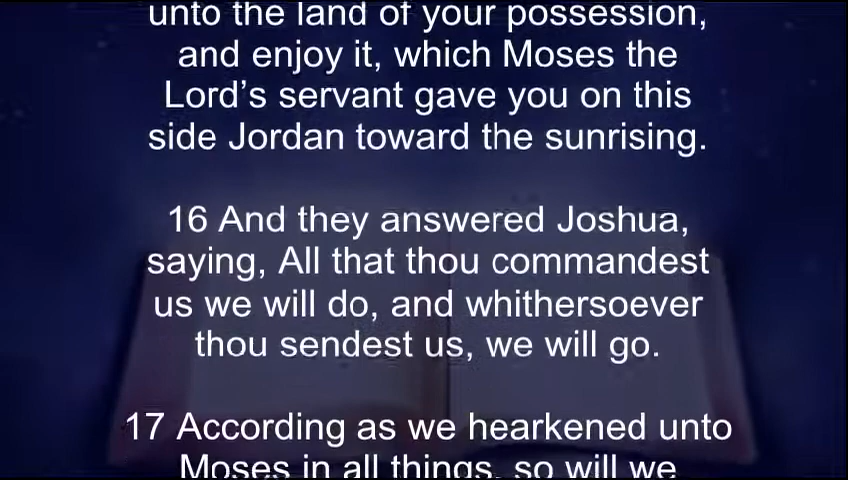 unto the land of your possession,
and enjoy it, which Moses the
Lord’s servant gave you on this
side Jordan toward the sunrising.
16 And they answered Joshua,
saying, All that thou commandest
us we will do, and whithersoever
thou sendest us, we will go.
17 According as we hearkened unto
Moses in all things, so will we